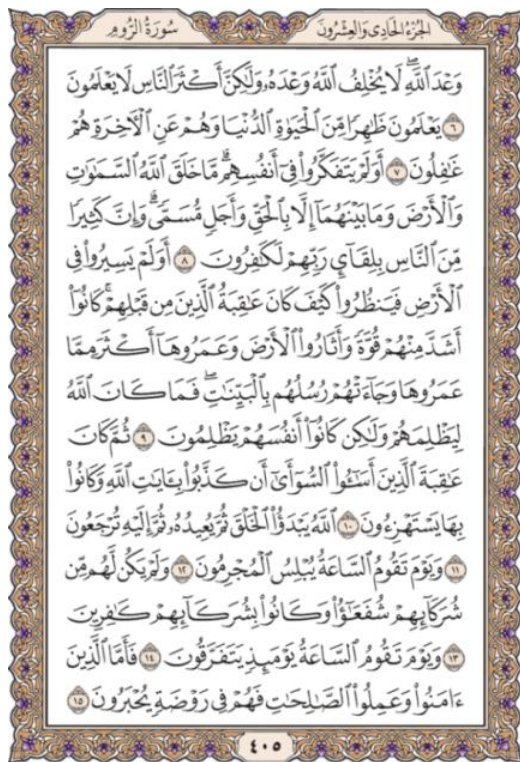 الجُزْءُ الحَادِي وَالعِشْرُونَ سُورَةُ الرُّومِ
وَعْدَ ٱللَّهِۖ لَا يُخْلِفُ ٱللَّهُ وَعْدَهُۥ وَلَٰكِنَّ أَكْثَرَ ٱلنَّاسِ لَا يَعْلَمُونَ
٦ يَعْلَمُونَ ظَٰهِرًا مِّنَ ٱلْحَيَوٰةِ ٱلدُّنْيَا وَهُمْ عَنِ ٱلْأٓخِرَةِ هُمْ
غَٰفِلُونَ ٧ أَوَلَمْ يَتَفَكَّرُوا۟ فِىٓ أَنفُسِهِمۗ مَّا خَلَقَ ٱللَّهُ ٱلسَّمَٰوَٰتِ
وَٱلْأَرْضَ وَمَا بَيْنَهُمَآ إِلَّا بِٱلْحَقِّ وَأَجَلٍ مُّسَمًّىۗ وَإِنَّ كَثِيرًا
مِّنَ ٱلنَّاسِ بِلِقَآئِ رَبِّهِمْ لَكَٰفِرُونَ ٨ أَوَلَمْ يَسِيرُوا۟ فِى
ٱلْأَرْضِ فَيَنظُرُوا۟ كَيْفَ كَانَ عَٰقِبَةُ ٱلَّذِينَ مِن قَبْلِهِمْۚ كَانُوٓا۟
أَشَدَّ مِنْهُمْ قُوَّةً وَأَثَارُوا۟ ٱلْأَرْضَ وَعَمَرُوهَآ أَكْثَرَ مِمَّا
عَمَرُوهَا وَجَآءَتْهُمْ رُسُلُهُم بِٱلْبَيِّنَٰتِۖ فَمَا كَانَ ٱللَّهُ
لِيَظْلِمَهُمْ وَلَٰكِن كَانُوٓا۟ أَنفُسَهُمْ يَظْلِمُونَ ٩ ثُمَّ كَانَ
عَٰقِبَةَ ٱلَّذِينَ أَسَٰٓـُٔوا۟ ٱلسُّوٓأَىٰٓ أَن كَذَّبُوا۟ بِـَٔايَٰتِ ٱللَّهِ وَكَانُوا۟
بِهَا يَسْتَهْزِءُونَ ١٠ ٱللَّهُ يَبْدَؤُا۟ ٱلْخَلْقَ ثُمَّ يُعِيدُهُۥ ثُمَّ إِلَيْهِ تُرْجَعُونَ
١١ وَيَوْمَ تَقُومُ ٱلسَّاعَةُ يُبْلِسُ ٱلْمُجْرِمُونَ ١٢ وَلَمْ يَكُن لَّهُم مِّن
شُرَكَآئِهِمْ شُفَعَٰٓؤُا۟ وَكَانُوا۟ بِشُرَكَآئِهِمْ كَٰفِرِينَ
١٣ وَيَوْمَ تَقُومُ ٱلسَّاعَةُ يَوْمَئِذٍ يَتَفَرَّقُونَ ١٤ فَأَمَّا ٱلَّذِينَ
ءَامَنُوا۟ وَعَمِلُوا۟ ٱلصَّٰلِحَٰتِ فَهُمْ فِى رَوْضَةٍ يُحْبَرُونَ ١٥
٤٠٥